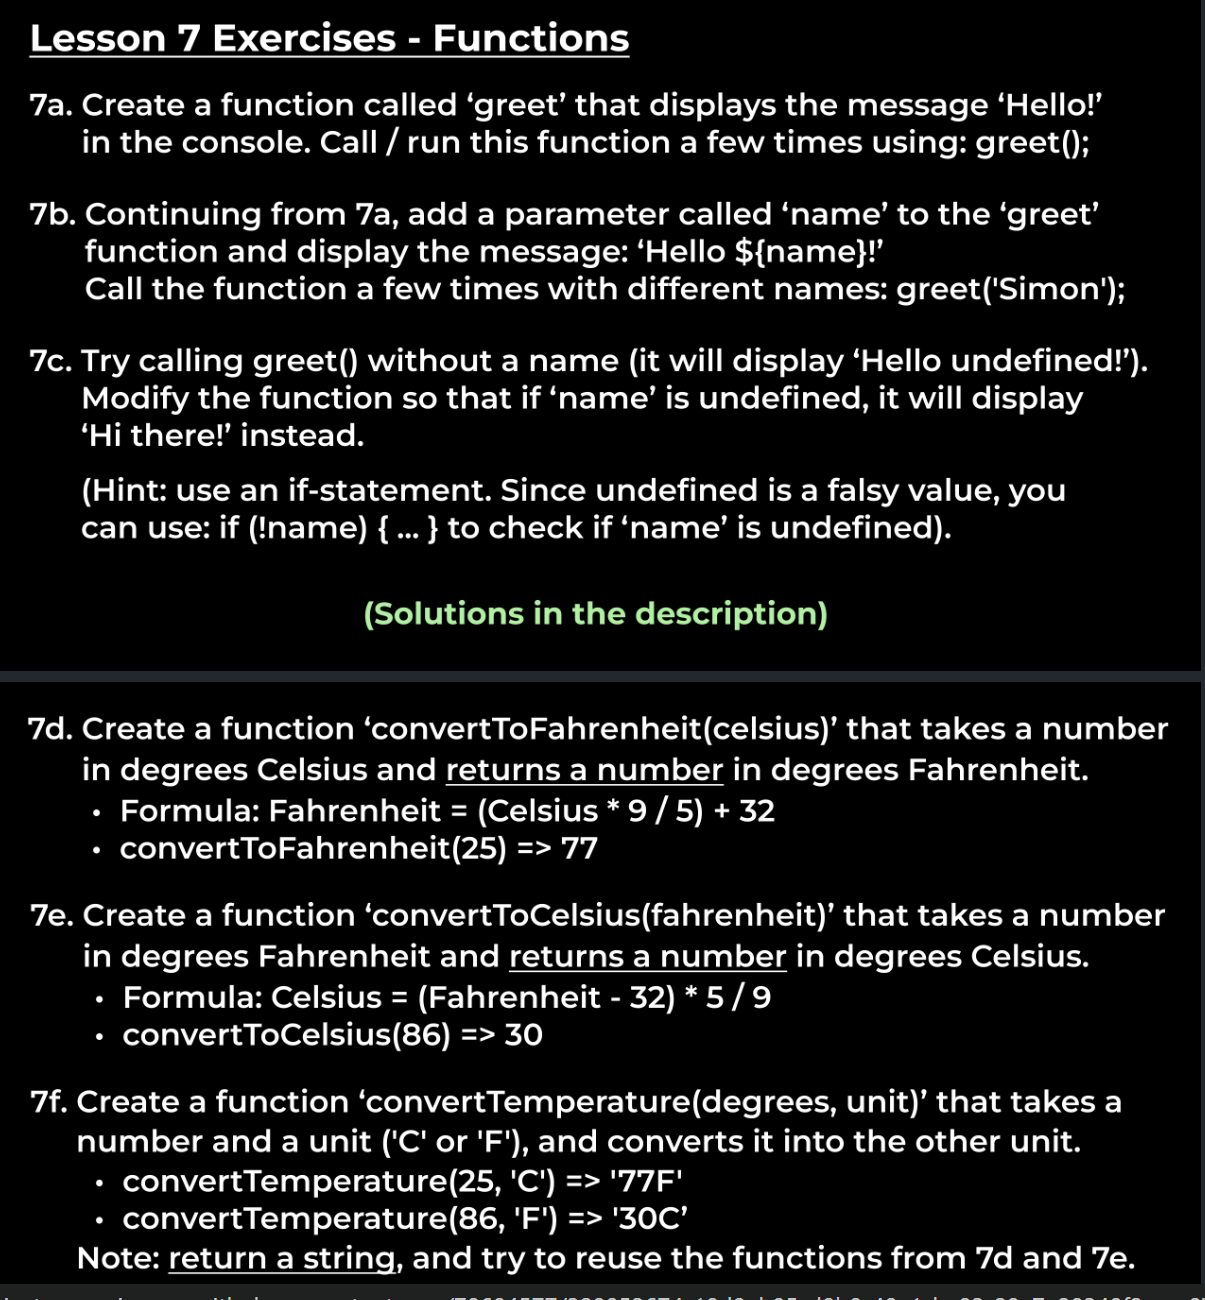 Lesson 7 Exercises - Functions
7a. Create a function called ‘greet’ that displays the message ‘Hello!’
in the console. Call / run this function a few times using: greet();
7b. Continuing from 7a, add a parameter called ‘name’ to the ‘greet’
function and display the message: ‘Hello ${name}!’
Call the function a few times with different names: greet('Simon');
7c. Try calling greet() without a name (it will display ‘Hello undefined!’).
Modify the function so that if ‘name’ is undefined, it will display
‘Hi there!’ instead.
(Hint: use an if-statement. Since undefined is a falsy value, you
can use: if (!name) { ... } to check if ‘name’ is undefined).
(Solutions in the description)
7d. Create a function ‘convertToFahrenheit(celsius)’ that takes a number
in degrees Celsius and returns a number in degrees Fahrenheit.
• Formula: Fahrenheit = (Celsius * 9 / 5) + 32
• convertToFahrenheit(25) => 77
7e. Create a function ‘convertToCelsius(fahrenheit)’ that takes a number
in degrees Fahrenheit and returns a number in degrees Celsius.
• Formula: Celsius = (Fahrenheit - 32) * 5 / 9
• convertToCelsius(86) => 30
7f. Create a function ‘convertTemperature(degrees, unit)’ that takes a
number and a unit ('C' or 'F'), and converts it into the other unit.
• convertTemperature(25, 'C') => '77F'
• convertTemperature(86, 'F') => '30C’
Note: return a string, and try to reuse the functions from 7d and 7e.